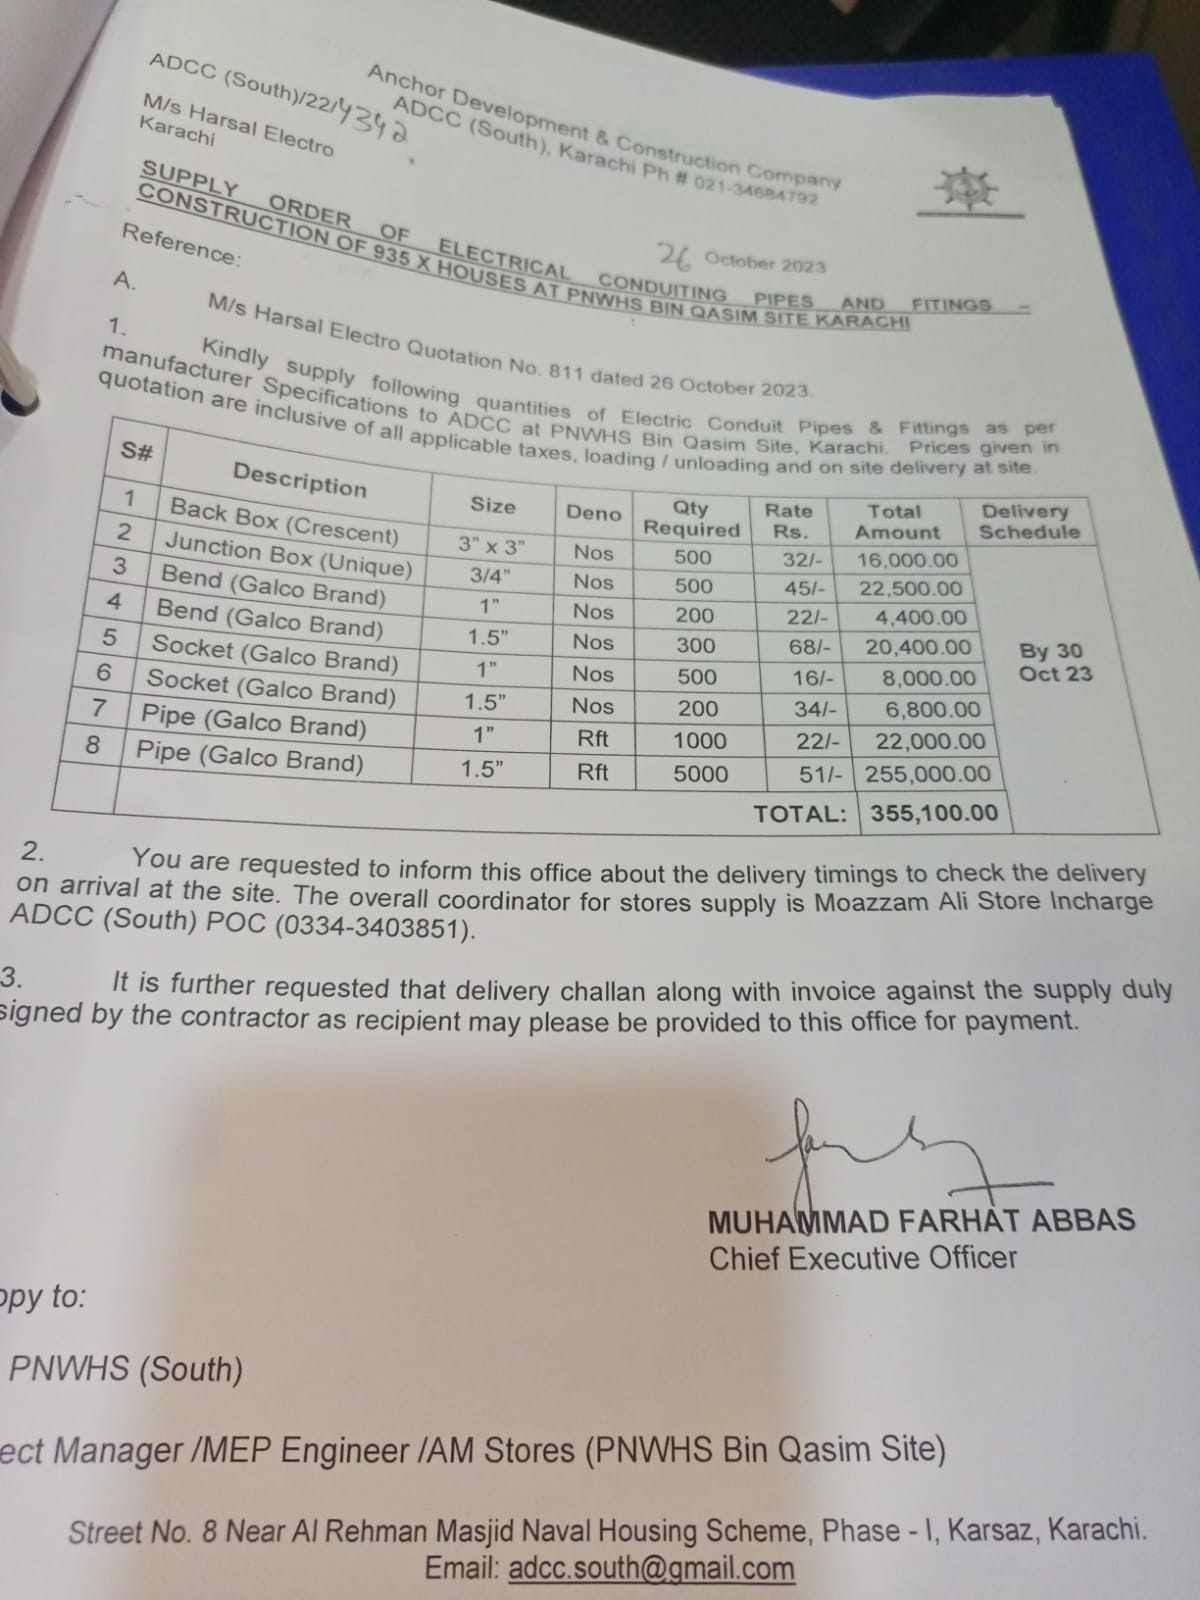 Anchor Development & Construction Company
ADCC (South), Karachi Ph # 021-34684792
ADCC (South)/22/4342
M/s Harsal Electro
Karachi
26 October 2023
SUPPLY ORDER OF ELECTRICAL CONDUITING PIPES AND FITINGS –
CONSTRUCTION OF 935 X HOUSES AT PNWHS BIN QASIM SITE KARACHI
Reference:
A. M/s Harsal Electro Quotation No. 811 dated 26 October 2023.
1. Kindly supply following quantities of Electric Conduit Pipes & Fittings as per
manufacturer Specifications to ADCC at PNWHS Bin Qasim Site, Karachi. Prices given in
quotation are inclusive of all applicable taxes, loading / unloading and on site delivery at site.
S# Description Size Deno Qty Required Rate Rs. Total Amount Delivery Schedule
1 Back Box (Crescent) 3” x 3” Nos 500 32/- 16,000.00
2 Junction Box (Unique) 3/4” Nos 500 45/- 22,500.00
3 Bend (Galco Brand) 1” Nos 200 22/- 4,400.00
4 Bend (Galco Brand) 1.5” Nos 300 68/- 20,400.00 By 30
5 Socket (Galco Brand) 1” Nos 500 16/- 8,000.00 Oct 23
6 Socket (Galco Brand) 1.5” Nos 200 34/- 6,800.00
7 Pipe (Galco Brand) 1” Rft 1000 22/- 22,000.00
8 Pipe (Galco Brand) 1.5” Rft 5000 51/- 255,000.00
TOTAL: 355,100.00
2. You are requested to inform this office about the delivery timings to check the delivery
on arrival at the site. The overall coordinator for stores supply is Moazzam Ali Store Incharge
ADCC (South) POC (0334-3403851).
3. It is further requested that delivery challan along with invoice against the supply duly
signed by the contractor as recipient may please be provided to this office for payment.
MUHAMMAD FARHAT ABBAS
Chief Executive Officer
opy to:
PNWHS (South)
ect Manager /MEP Engineer /AM Stores (PNWHS Bin Qasim Site)
Street No. 8 Near Al Rehman Masjid Naval Housing Scheme, Phase - I, Karsaz, Karachi.
Email: adcc.south@gmail.com